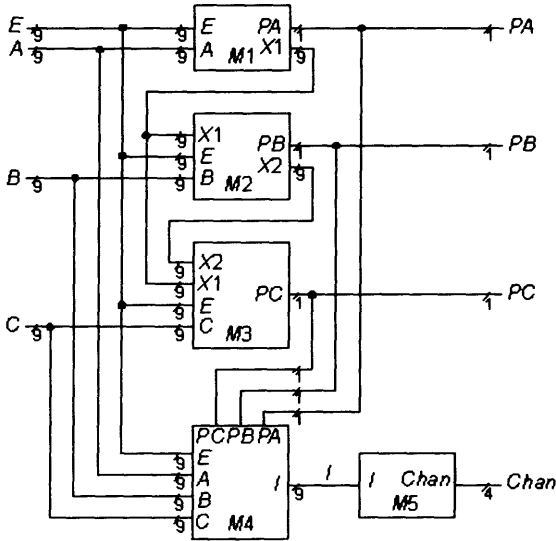 E 9 9 E PA 1 1 PA
A 9 9 A X1 9
M1
9 X1 PB 1 1 PB
9 E X2 9
B 9 9 B M2
9 X2
9 X1 PC 1 1 PC
9 E
C 9 9 C M3
1
1
1
PC PB PA
9 E
9 A I 9 I I Chan 4 Chan
9 B M5
9 C M4